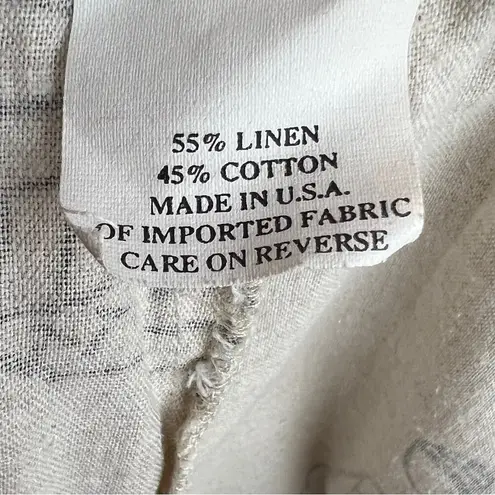 55% LINEN
45% COTTON
MADE IN U.S.A.
OF IMPORTED FABRIC
CARE ON REVERSE